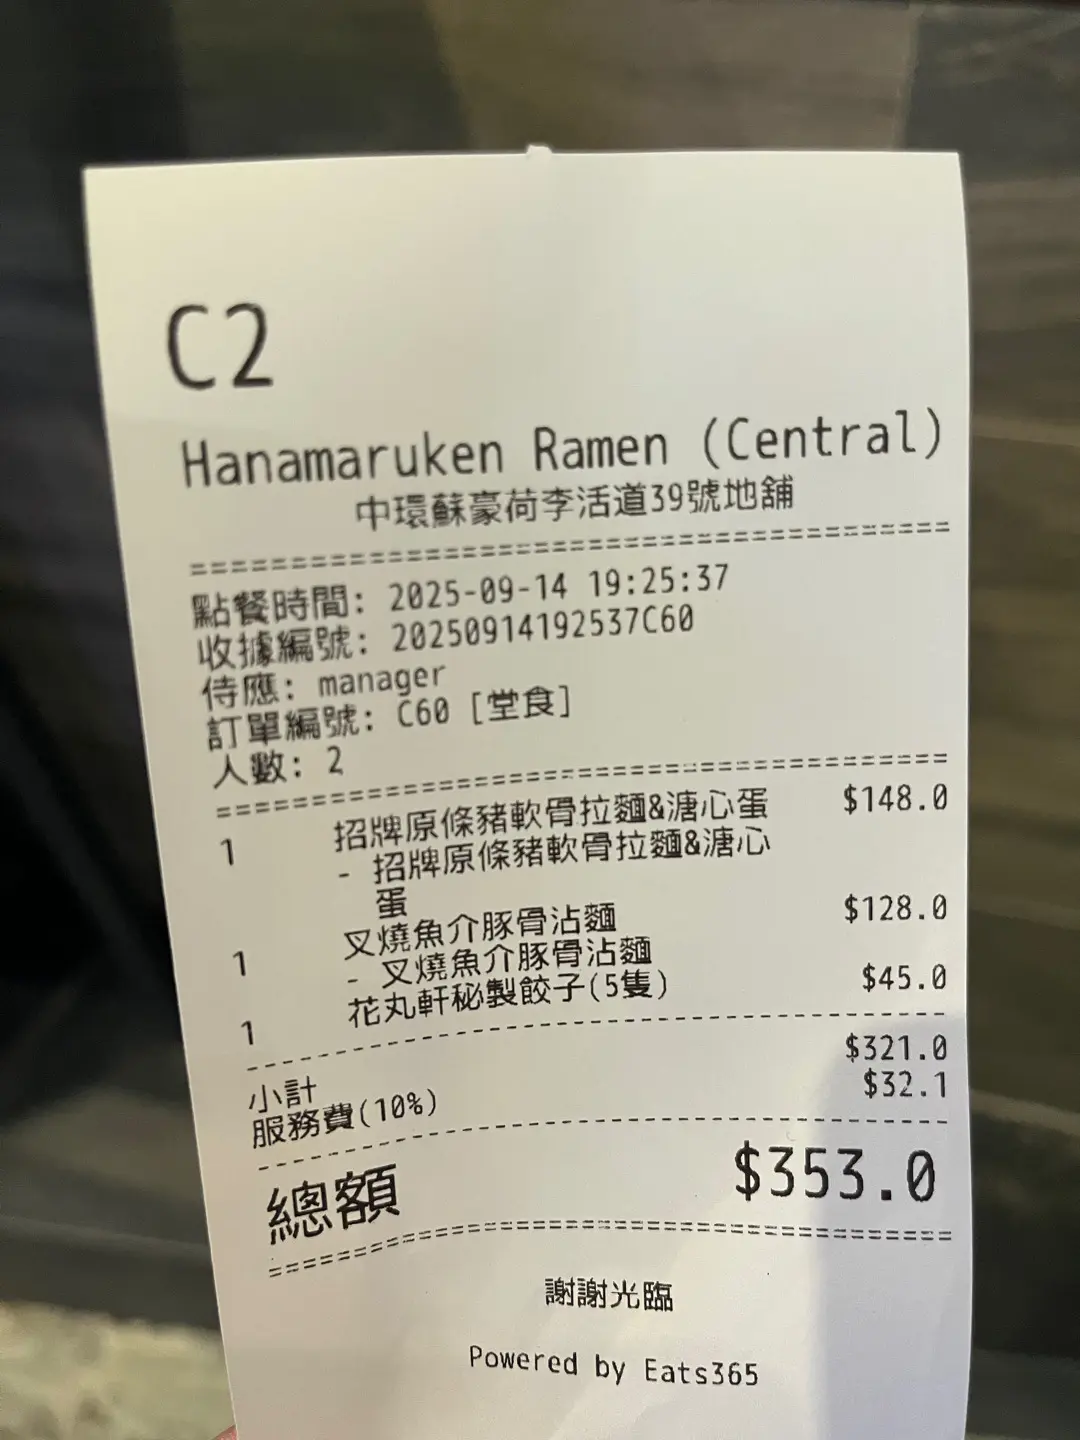 C2
Hanamaruken Ramen (Central)
中環蘇豪荷李活道39號地舖
======================================
點餐時間: 2025-09-14 19:25:37
收據編號: 20250914192537C60
侍應: manager
訂單編號: C60 [堂食]
人數: 2
======================================
1 招牌原條豬軟骨拉麵&溏心蛋 $148.0
- 招牌原條豬軟骨拉麵&溏心
蛋
1 叉燒魚介豚骨沾麵 $128.0
- 叉燒魚介豚骨沾麵
1 花丸軒秘製餃子(5隻) $45.0
--------------------------------------
小計 $321.0
服務費(10%) $32.1
--------------------------------------
總額 $353.0
======================================
謝謝光臨
Powered by Eats365